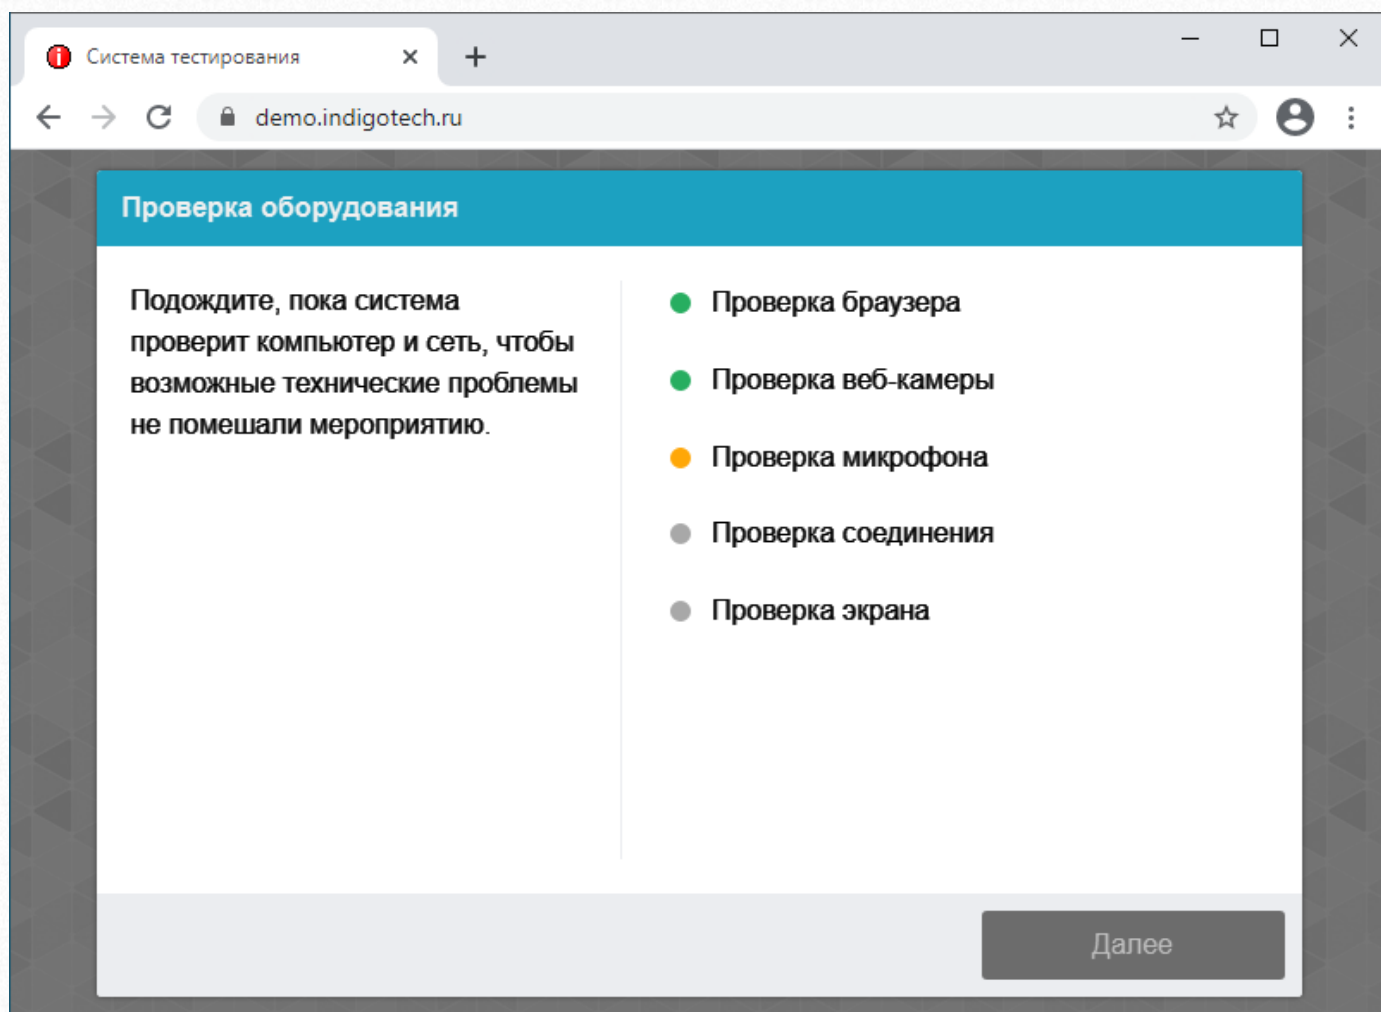 Система тестирования
demo.indigotech.ru
Проверка оборудования
Подождите, пока система
проверит компьютер и сеть, чтобы
возможные технические проблемы
не помешали мероприятию.
Проверка браузера
Проверка веб-камеры
Проверка микрофона
Проверка соединения
Проверка экрана
Далее